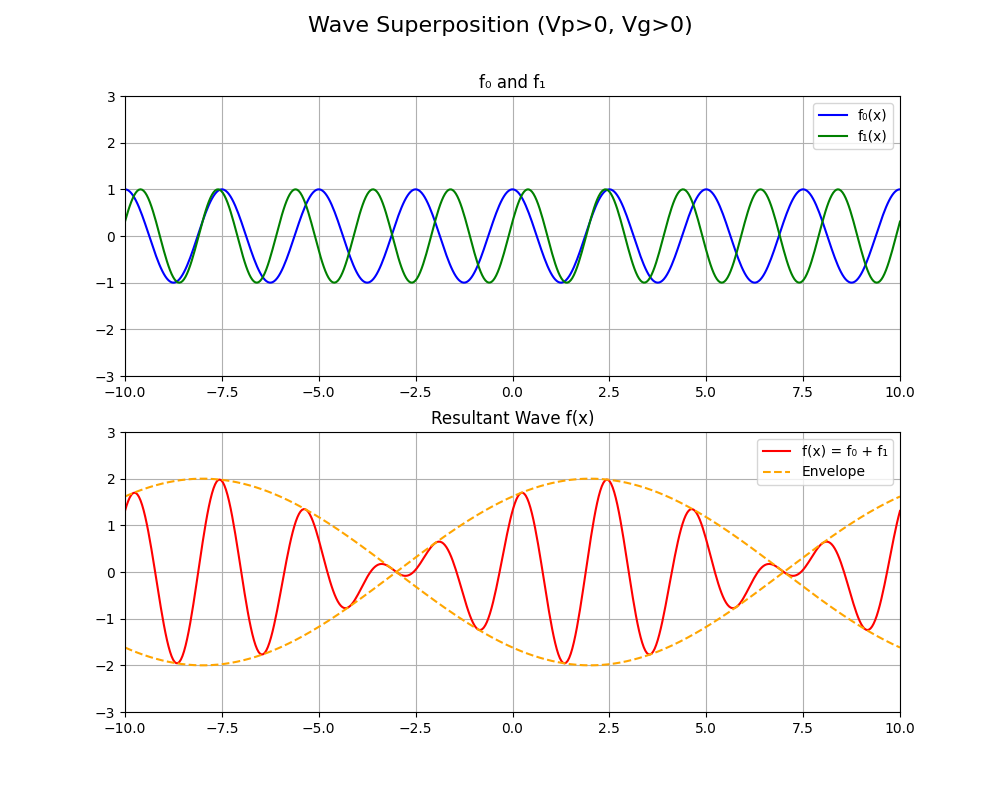 Wave Superposition (Vp>0, Vg>0)
f₀ and f₁
3
2
1
0
−1
−2
−3
f₀(x)
f₁(x)
−10.0 −7.5 −5.0 −2.5 0.0 2.5 5.0 7.5 10.0
Resultant Wave f(x)
3
2
1
0
−1
−2
−3
f(x) = f₀ + f₁
Envelope
−10.0 −7.5 −5.0 −2.5 0.0 2.5 5.0 7.5 10.0